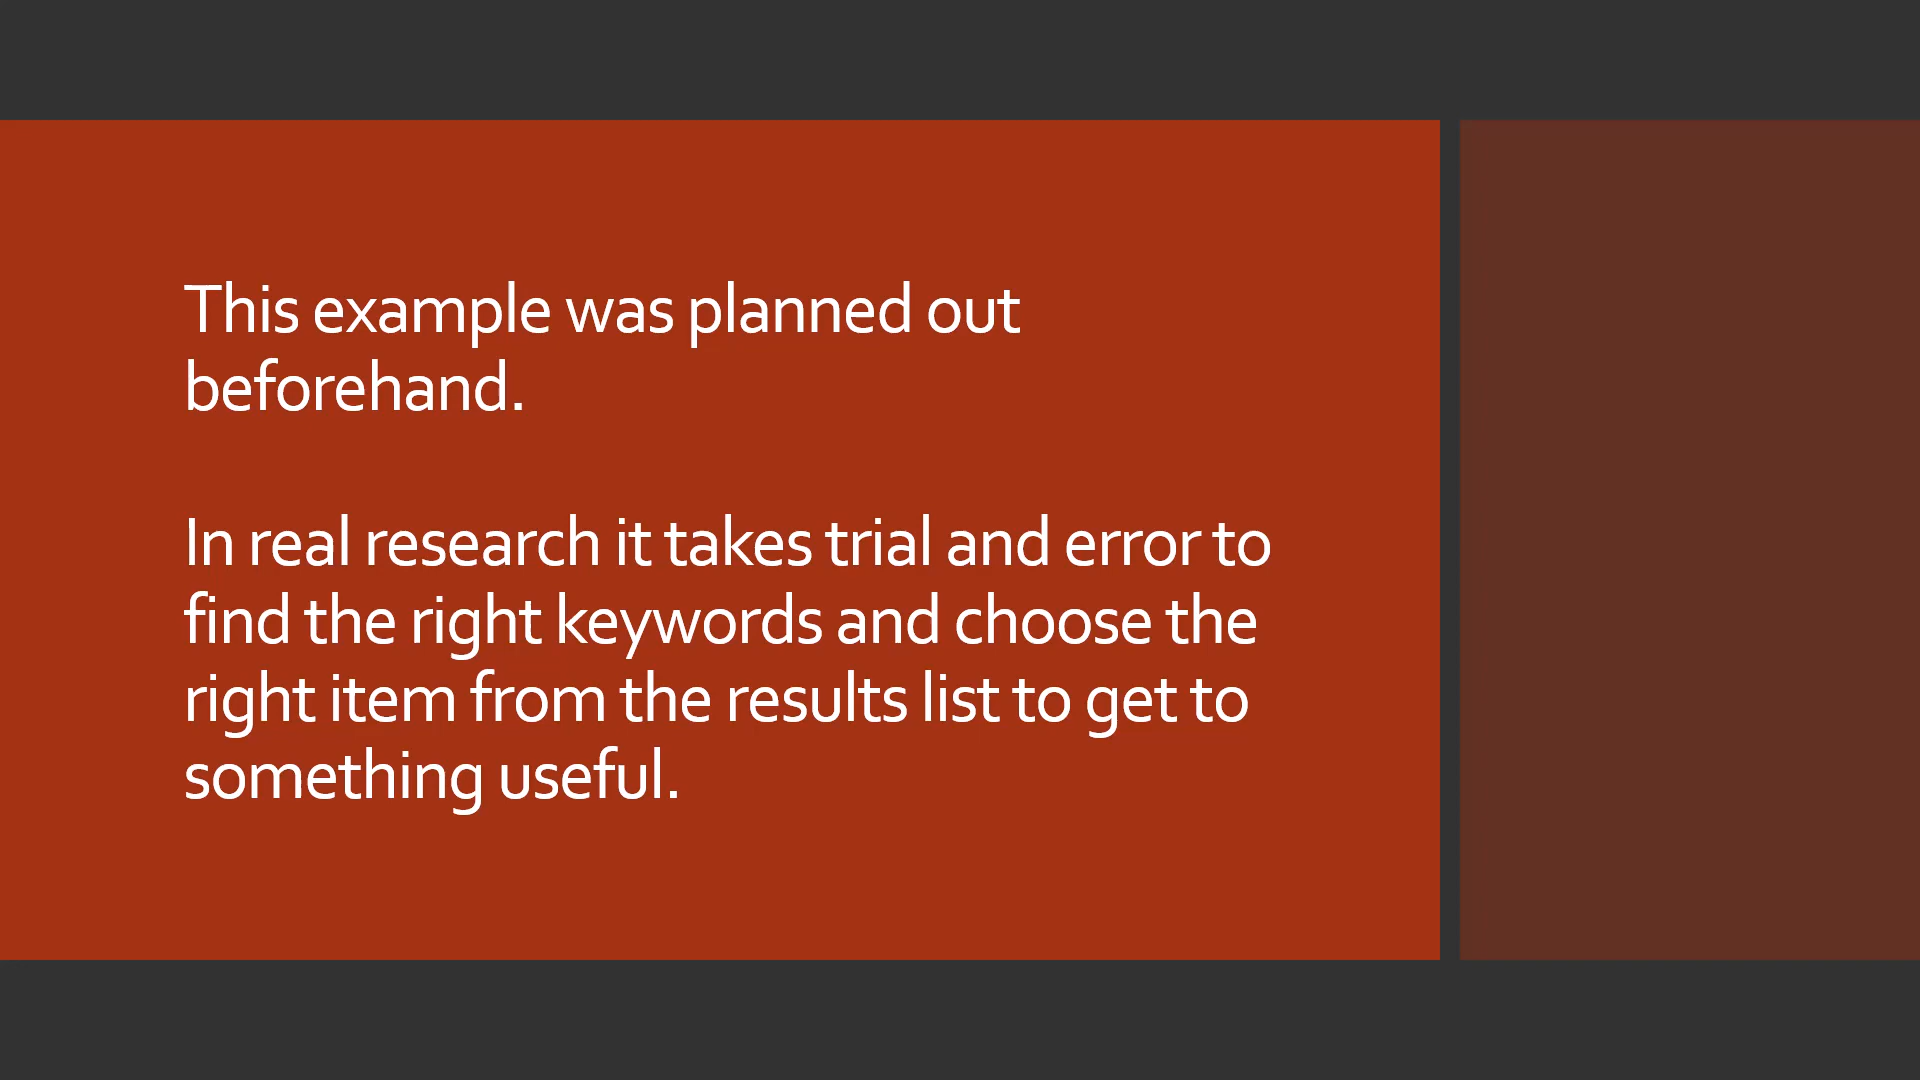 This example was planned out
beforehand.
In real research it takes trial and error to
find the right keywords and choose the
right item from the results list to get to
something useful.